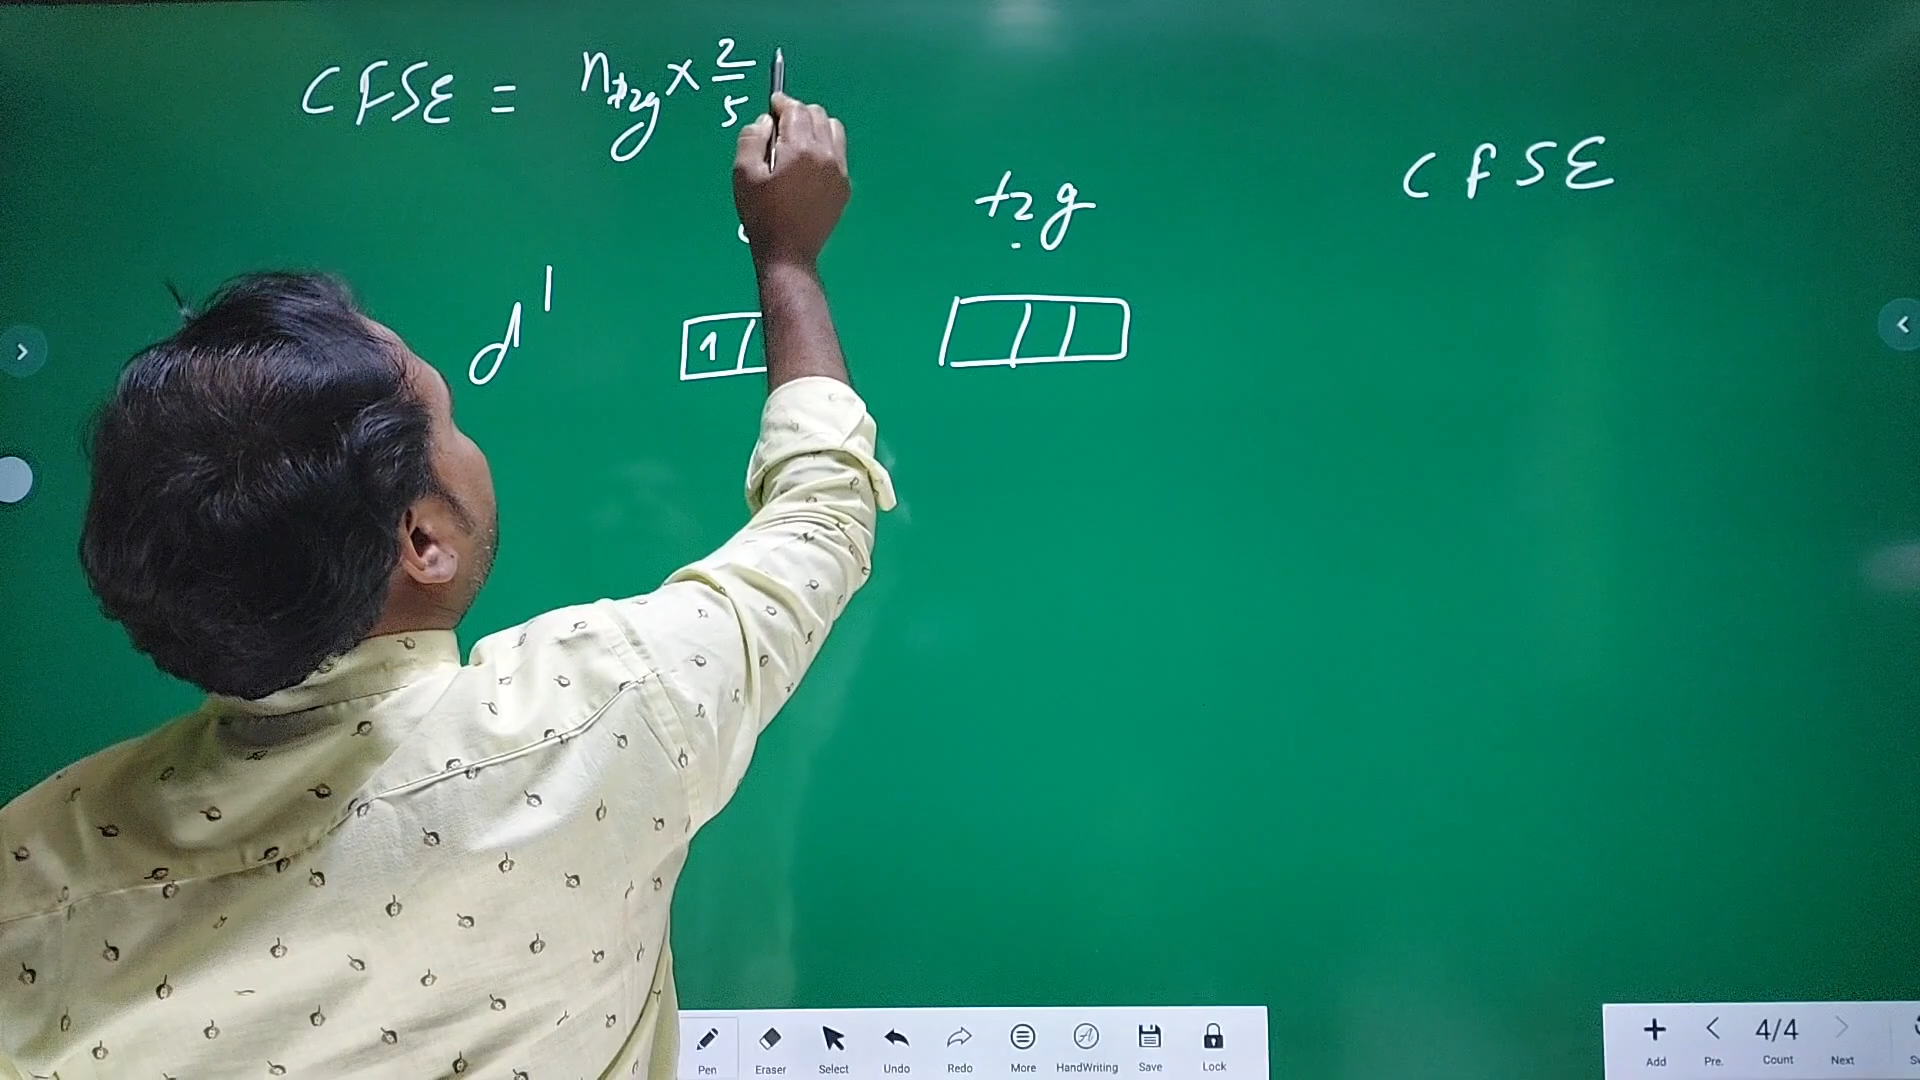 CFSE = nt2g × 2/5
CFSE
t2g
d1
1
Pen Eraser Select Undo Redo More HandWriting Save Lock
Add Pre. 4/4 Count Next